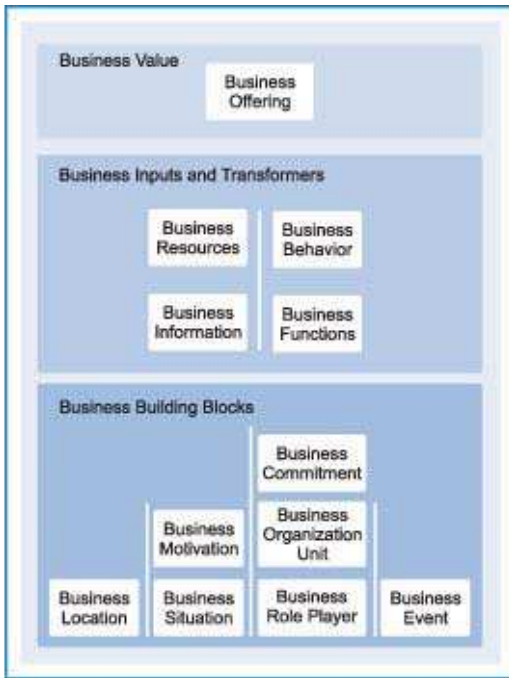 Business Value
Business
Offering
Business Inputs and Transformers
Business
Resources
Business
Behavior
Business
Information
Business
Functions
Business Building Blocks
Business
Commitment
Business
Motivation
Business
Organization
Unit
Business
Location
Business
Situation
Business
Role Player
Business
Event